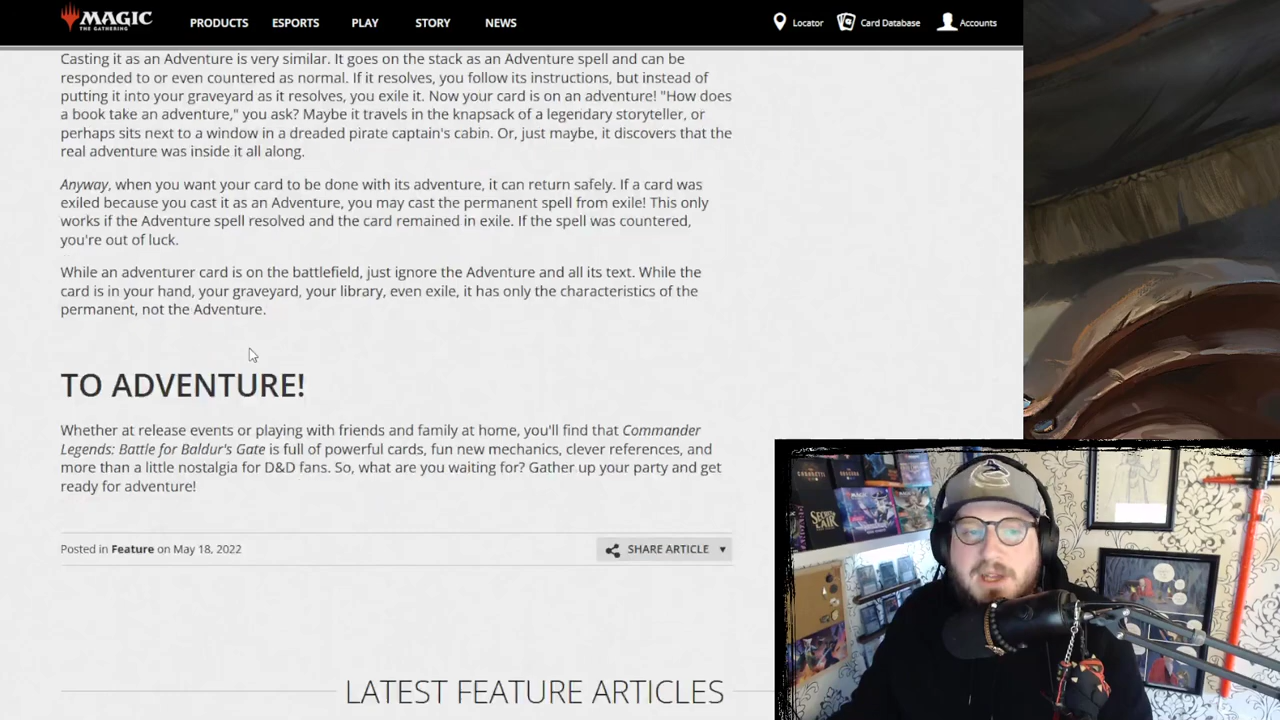 MAGIC
THE GATHERING
PRODUCTS
ESPORTS
PLAY
STORY
NEWS
Locator
Card Database
Accounts
Casting it as an Adventure is very similar. It goes on the stack as an Adventure spell and can be
responded to or even countered as normal. If it resolves, you follow its instructions, but instead of
putting it into your graveyard as it resolves, you exile it. Now your card is on an adventure! "How does
a book take an adventure," you ask? Maybe it travels in the knapsack of a legendary storyteller, or
perhaps sits next to a window in a dreaded pirate captain's cabin. Or, just maybe, it discovers that the
real adventure was inside it all along.
Anyway, when you want your card to be done with its adventure, it can return safely. If a card was
exiled because you cast it as an Adventure, you may cast the permanent spell from exile! This only
works if the Adventure spell resolved and the card remained in exile. If the spell was countered,
you're out of luck.
While an adventurer card is on the battlefield, just ignore the Adventure and all its text. While the
card is in your hand, your graveyard, your library, even exile, it has only the characteristics of the
permanent, not the Adventure.
TO ADVENTURE!
Whether at release events or playing with friends and family at home, you'll find that Commander
Legends: Battle for Baldur's Gate is full of powerful cards, fun new mechanics, clever references, and
more than a little nostalgia for D&D fans. So, what are you waiting for? Gather up your party and get
ready for adventure!
Posted in Feature on May 18, 2022
SHARE ARTICLE
LATEST FEATURE ARTICLES
SECRET
LAIR